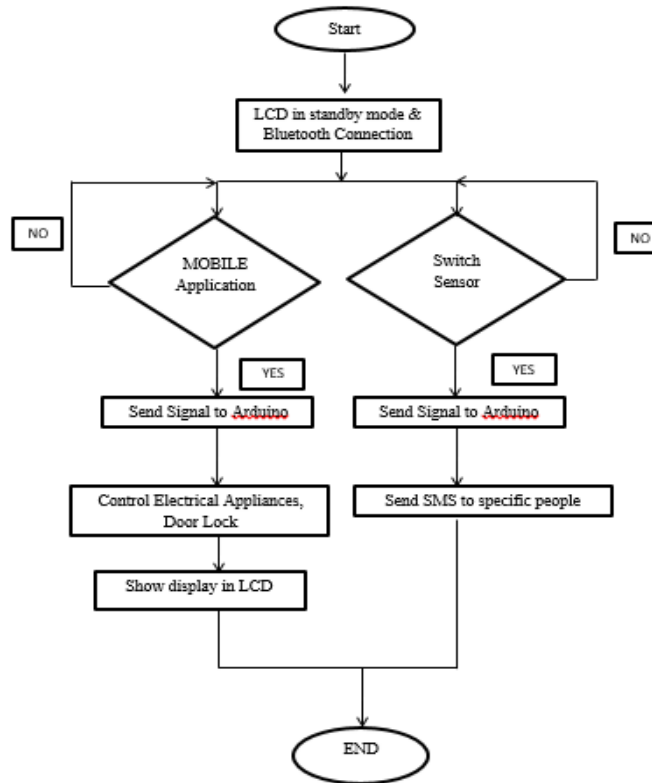 Start
LCD in standby mode &
Bluetooth Connection
NO
MOBILE
Application
Switch
Sensor
NO
YES
YES
Send Signal to Arduino
Send Signal to Arduino
Control Electrical Appliances,
Door Lock
Send SMS to specific people
Show display in LCD
END